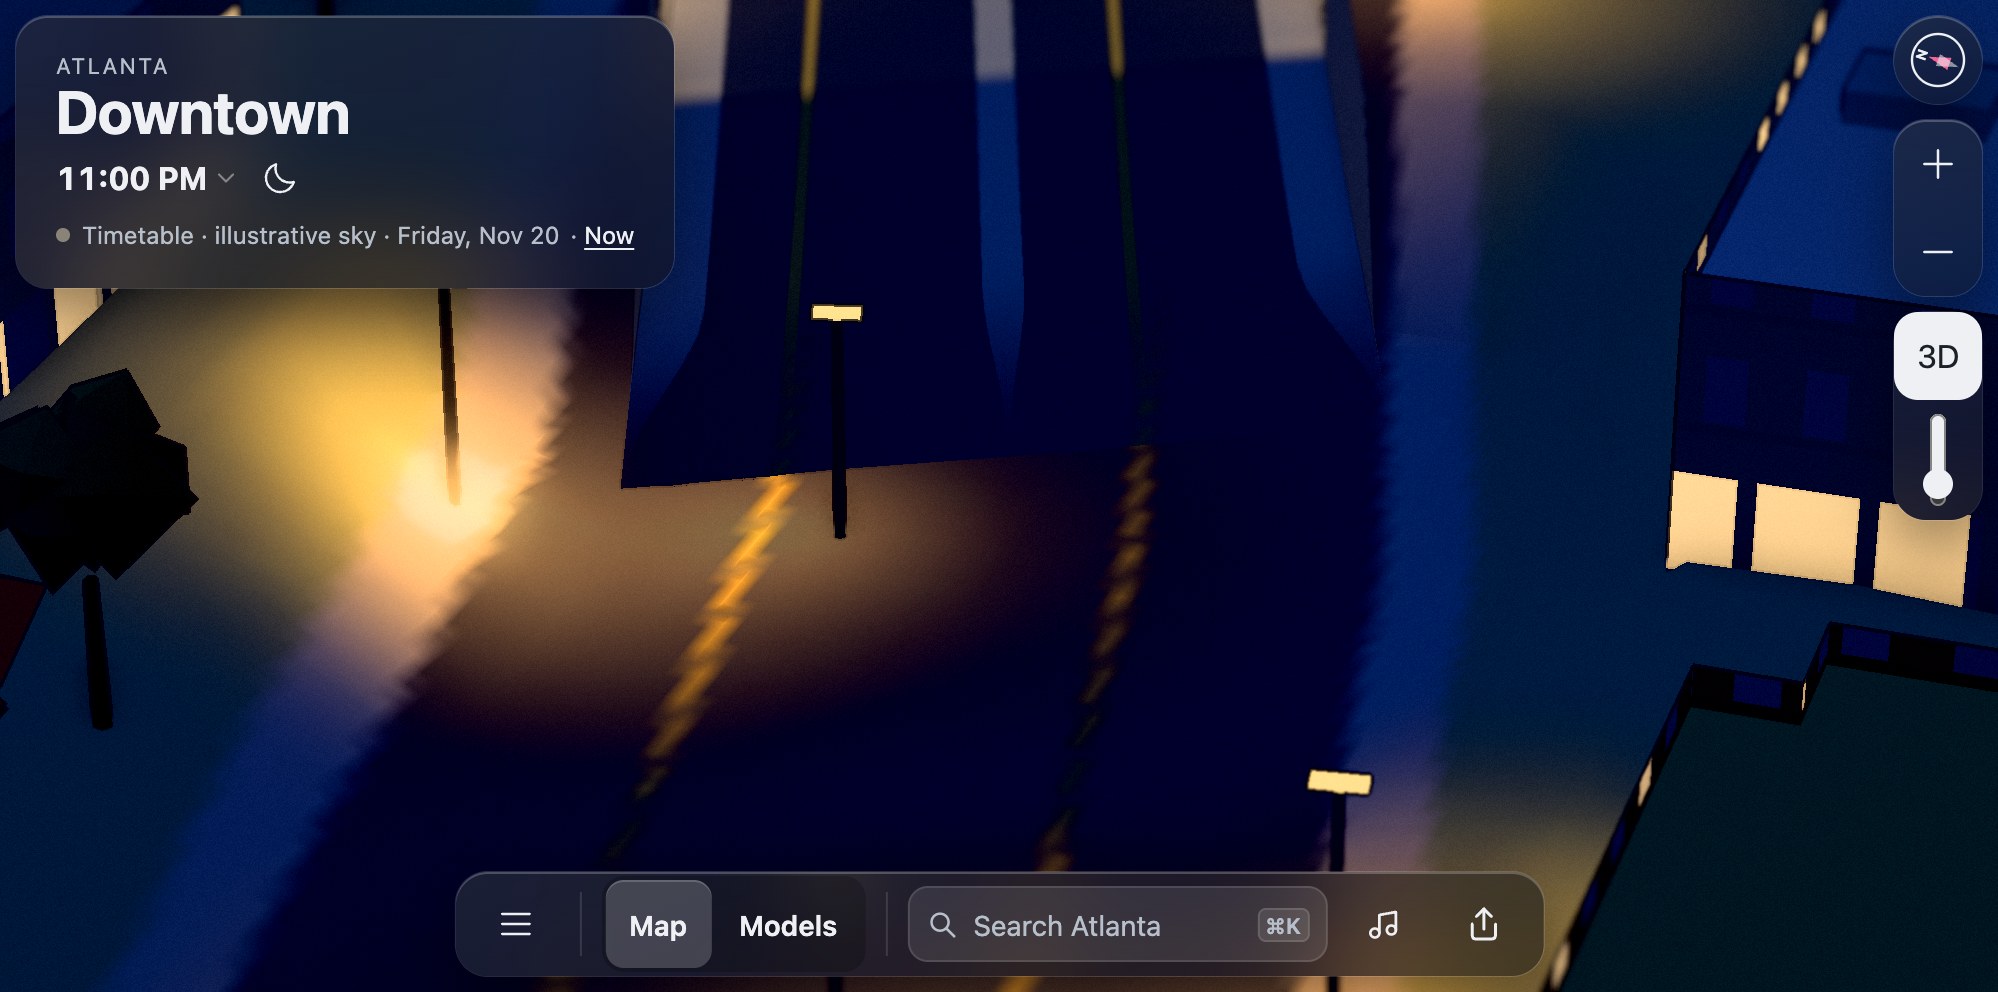 ATLANTA
Downtown
11:00 PM
Timetable · illustrative sky · Friday, Nov 20 · Now
N
3D
Map
Models
Search Atlanta
⌘K